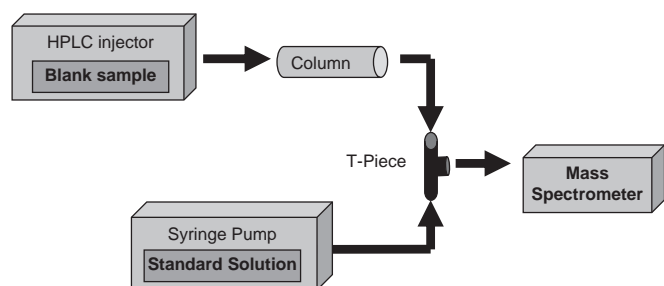 HPLC injector
Blank sample
Column
T-Piece
Mass
Spectrometer
Syringe Pump
Standard Solution